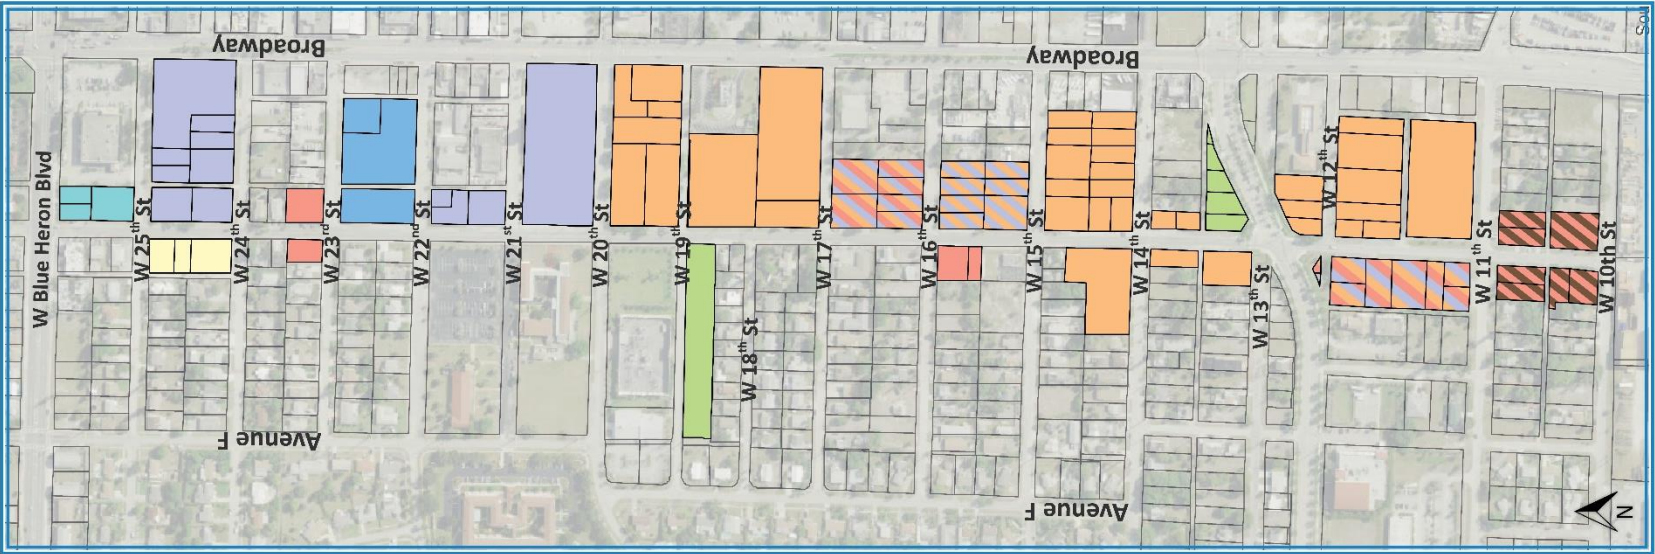 Broadway
Broadway
W Blue Heron Blvd
W 25th St
W 24th St
W 23rd St
W 22nd St
W 21st St
W 20th St
W 19th St
W 18th St
W 17th St
W 16th St
W 15th St
W 14th St
W 13th St
W 12th St
W 11th St
W 10th St
Avenue F
Avenue F
N